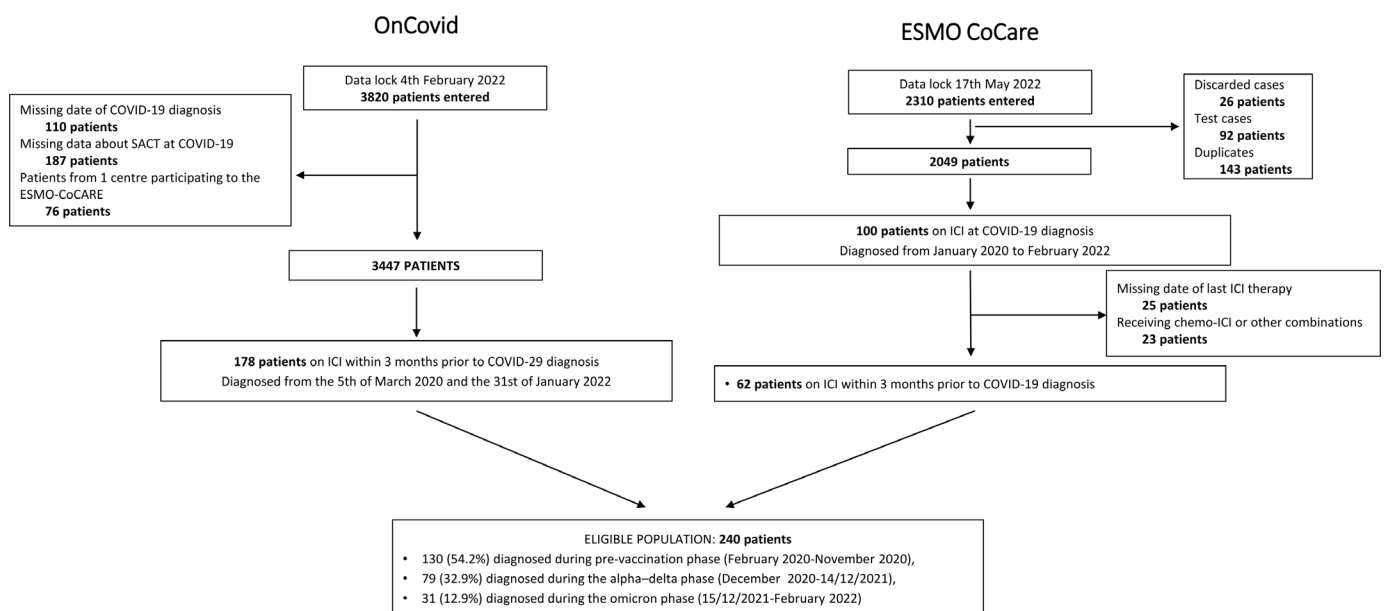 OnCovid
Data lock 4th February 2022
3820 patients entered
Missing date of COVID-19 diagnosis
110 patients
Missing data about SACT at COVID-19
187 patients
Patients from 1 centre participating to the
ESMO-CoCARE
76 patients
3447 PATIENTS
178 patients on ICI within 3 months prior to COVID-29 diagnosis
Diagnosed from the 5th of March 2020 and the 31st of January 2022
ESMO CoCare
Data lock 17th May 2022
2310 patients entered
Discarded cases
26 patients
Test cases
92 patients
Duplicates
143 patients
2049 patients
100 patients on ICI at COVID-19 diagnosis
Diagnosed from January 2020 to February 2022
Missing date of last ICI therapy
25 patients
Receiving chemo-ICI or other combinations
23 patients
• 62 patients on ICI within 3 months prior to COVID-19 diagnosis
ELIGIBLE POPULATION: 240 patients
• 130 (54.2%) diagnosed during pre-vaccination phase (February 2020-November 2020),
• 79 (32.9%) diagnosed during the alpha–delta phase (December 2020-14/12/2021),
• 31 (12.9%) diagnosed during the omicron phase (15/12/2021-February 2022)